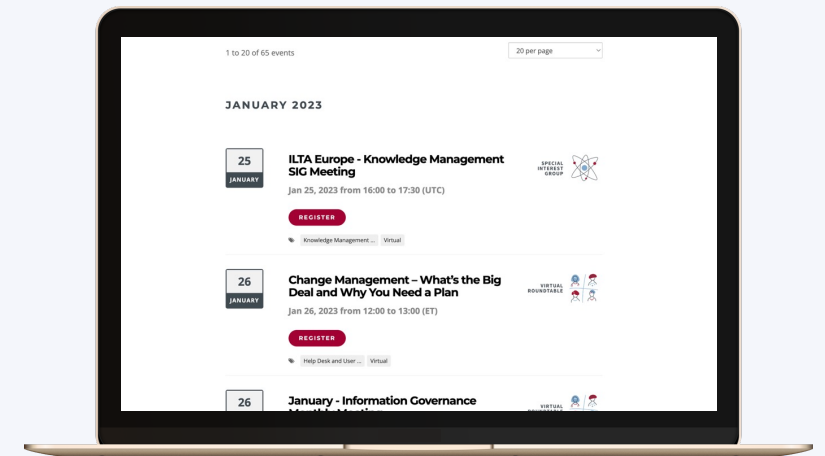 1 to 20 of 65 events
20 per page
JANUARY 2023
25
JANUARY
ILTA Europe - Knowledge Management
SIG Meeting
Jan 25, 2023 from 16:00 to 17:30 (UTC)
REGISTER
Knowledge Management ... Virtual
SPECIAL
INTEREST
GROUP
26
JANUARY
Change Management – What's the Big
Deal and Why You Need a Plan
Jan 26, 2023 from 12:00 to 13:00 (ET)
REGISTER
Help Desk and User ... Virtual
VIRTUAL
ROUNDTABLE
26
January - Information Governance
Monthly Meeting
VIRTUAL
ROUNDTABLE